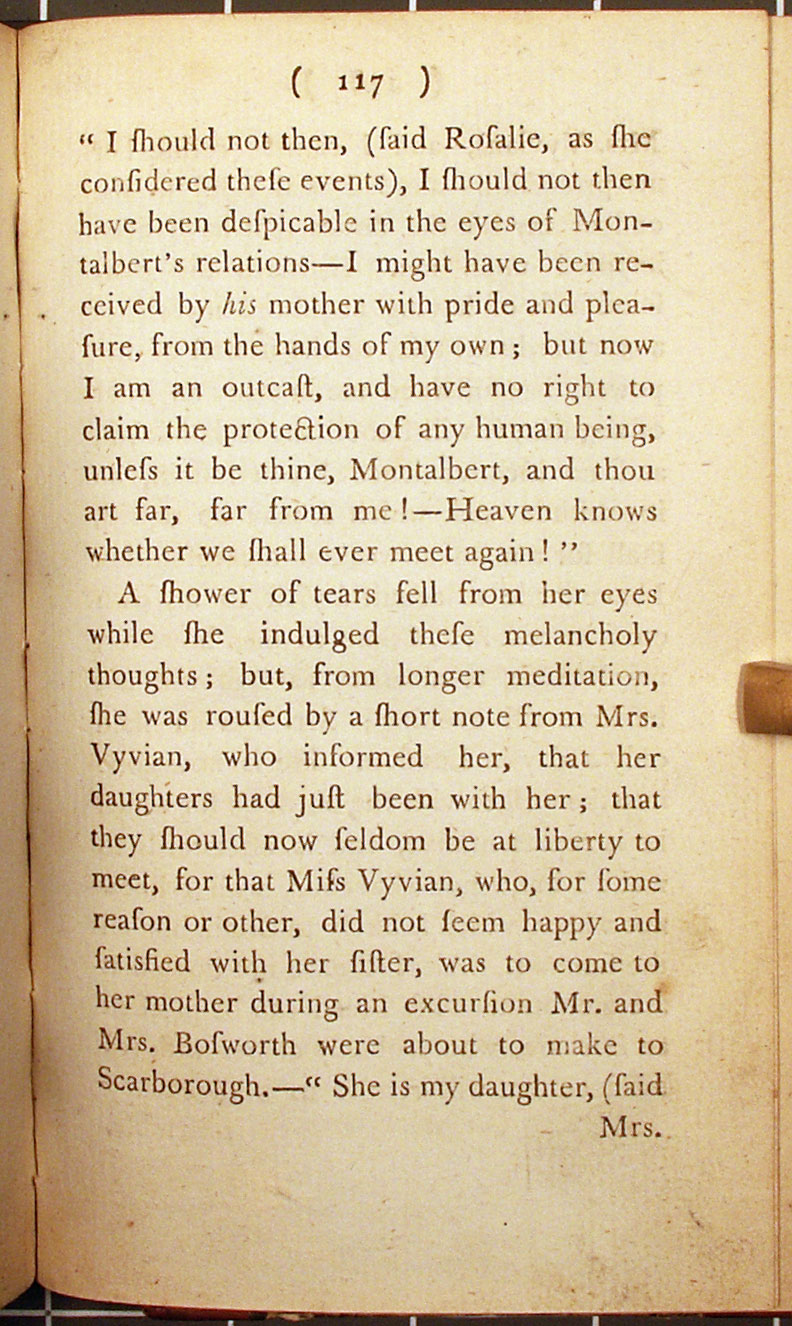 ( 117 )
“ I ſhould not then, (ſaid Roſalie, as ſhe
conſidered theſe events), I ſhould not then
have been deſpicable in the eyes of Mon-
talbert's relations—I might have been re-
ceived by his mother with pride and plea-
ſure, from the hands of my own ; but now
I am an outcaſt, and have no right to
claim the protection of any human being,
unleſs it be thine, Montalbert, and thou
art far, far from me !—Heaven knows
whether we ſhall ever meet again ! ”
A ſhower of tears fell from her eyes
while ſhe indulged theſe melancholy
thoughts ; but, from longer meditation,
ſhe was rouſed by a ſhort note from Mrs.
Vyvian, who informed her, that her
daughters had juſt been with her ; that
they ſhould now ſeldom be at liberty to
meet, for that Miſs Vyvian, who, for ſome
reaſon or other, did not ſeem happy and
ſatisfied with her ſiſter, was to come to
her mother during an excurſion Mr. and
Mrs. Boſworth were about to make to
Scarborough.—“ She is my daughter, (ſaid
Mrs.